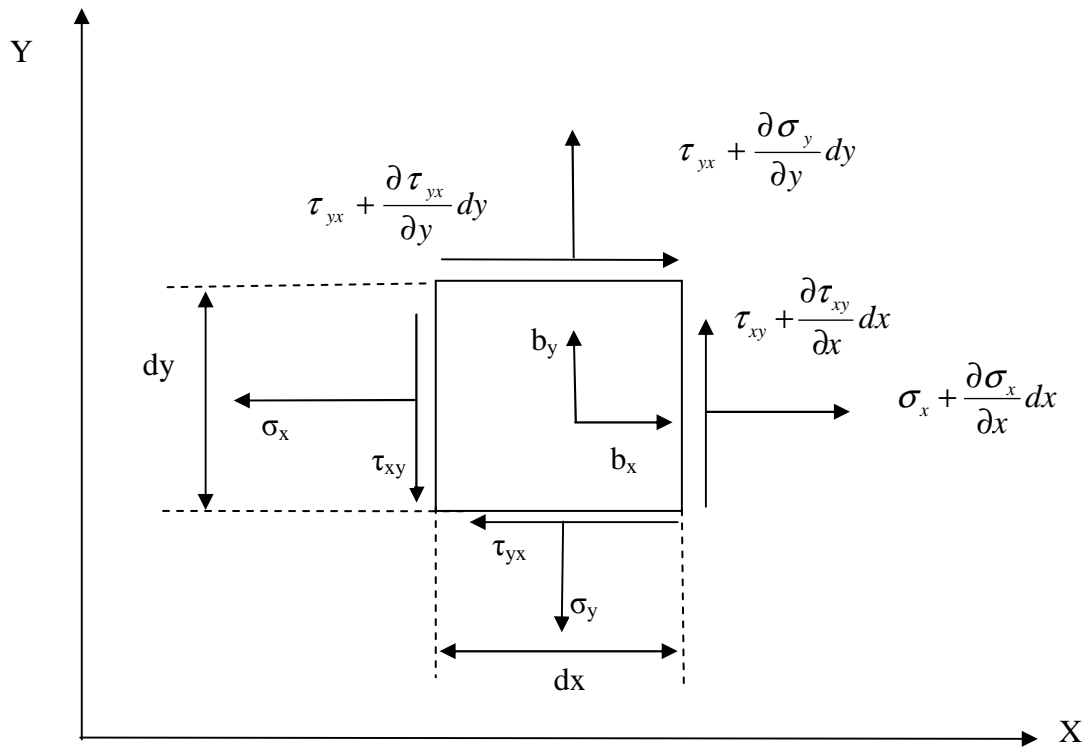 Y
τ_yx + ∂σ_y/∂y dy
τ_yx + ∂τ_yx/∂y dy
τ_xy + ∂τ_xy/∂x dx
b_y
dy
σ_x + ∂σ_x/∂x dx
σ_x
τ_xy
b_x
τ_yx
σ_y
dx
X